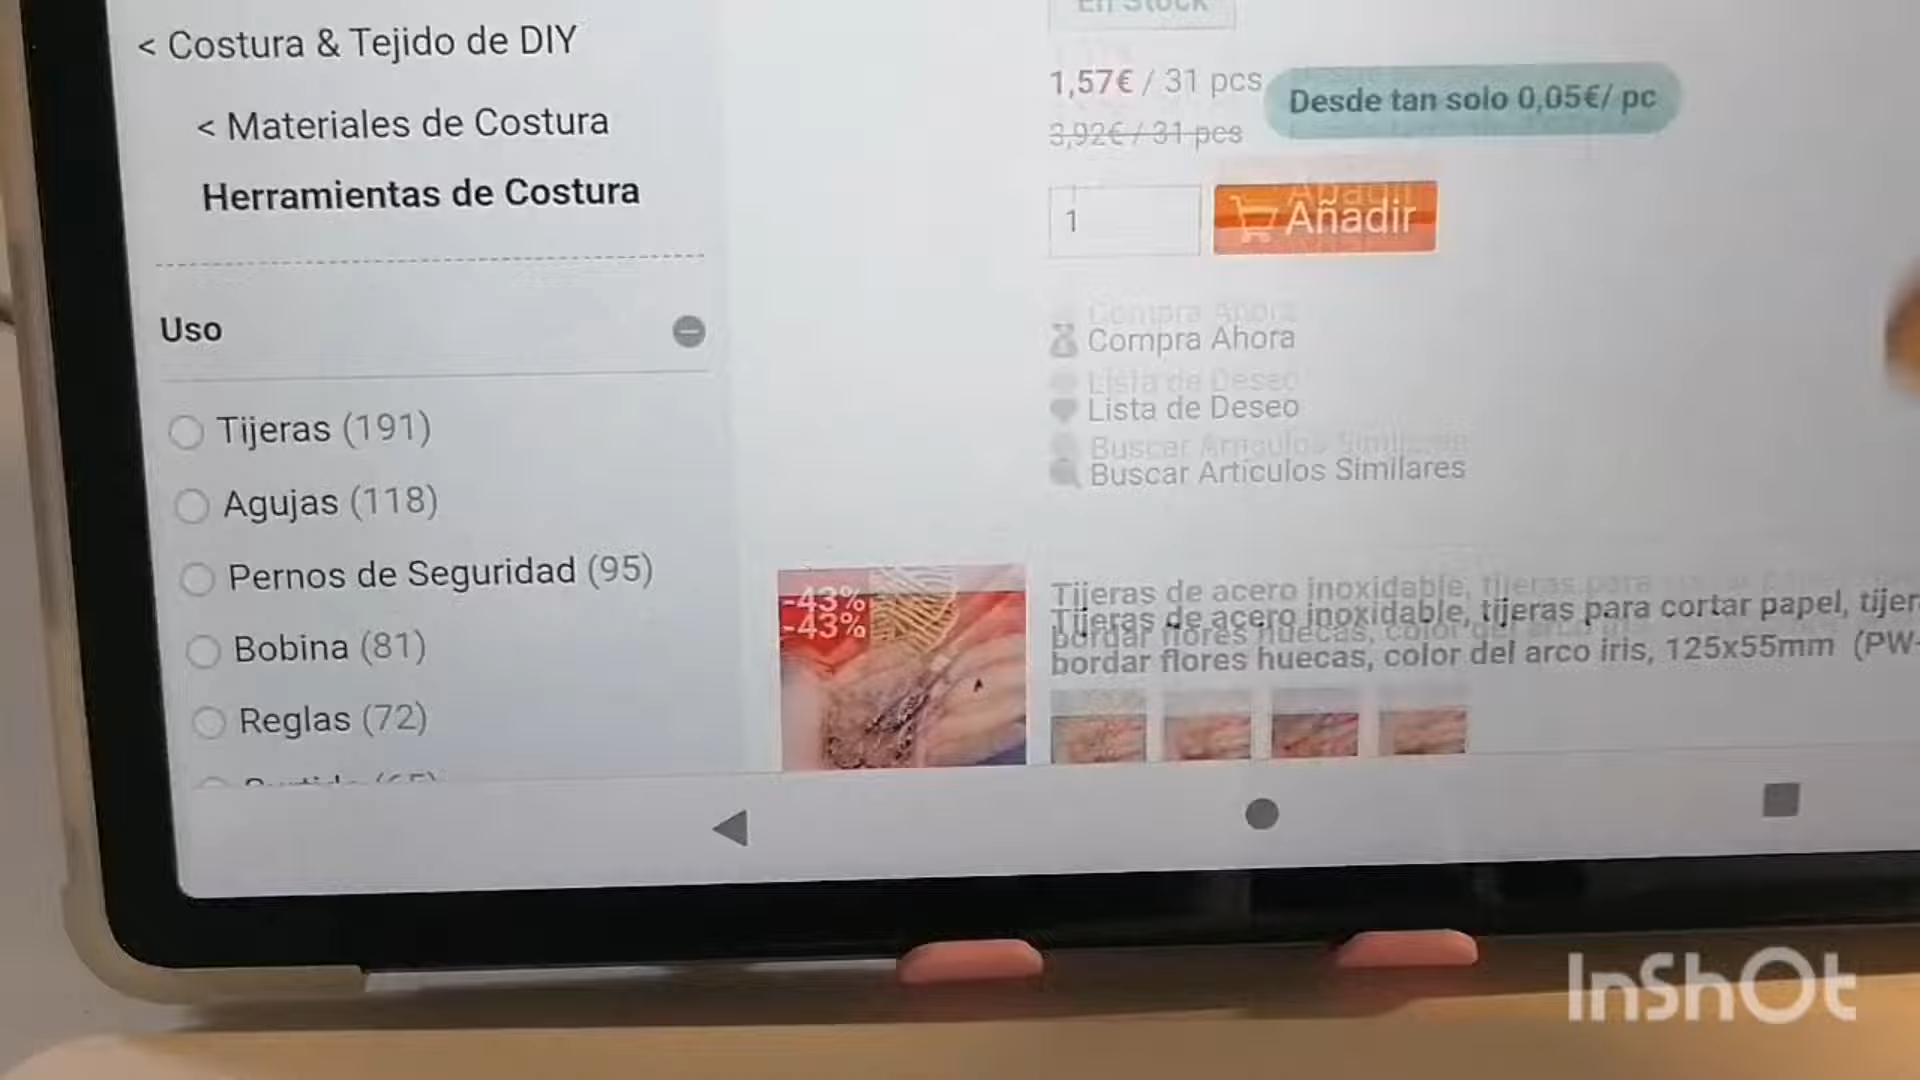 < Costura & Tejido de DIY
< Materiales de Costura
Herramientas de Costura
Uso
Tijeras (191)
Agujas (118)
Pernos de Seguridad (95)
Bobina (81)
Reglas (72)
En Stock
1,57€ / 31 pcs
Desde tan solo 0,05€/ pc
3,92€ / 31 pcs
1
Añadir
Compra Ahora
Lista de Deseo
Buscar Artículos Similares
-43%
Tijeras de acero inoxidable, tijeras para cortar papel, tijer
bordar flores huecas, color del arco iris, 125x55mm (PW-
InShOt